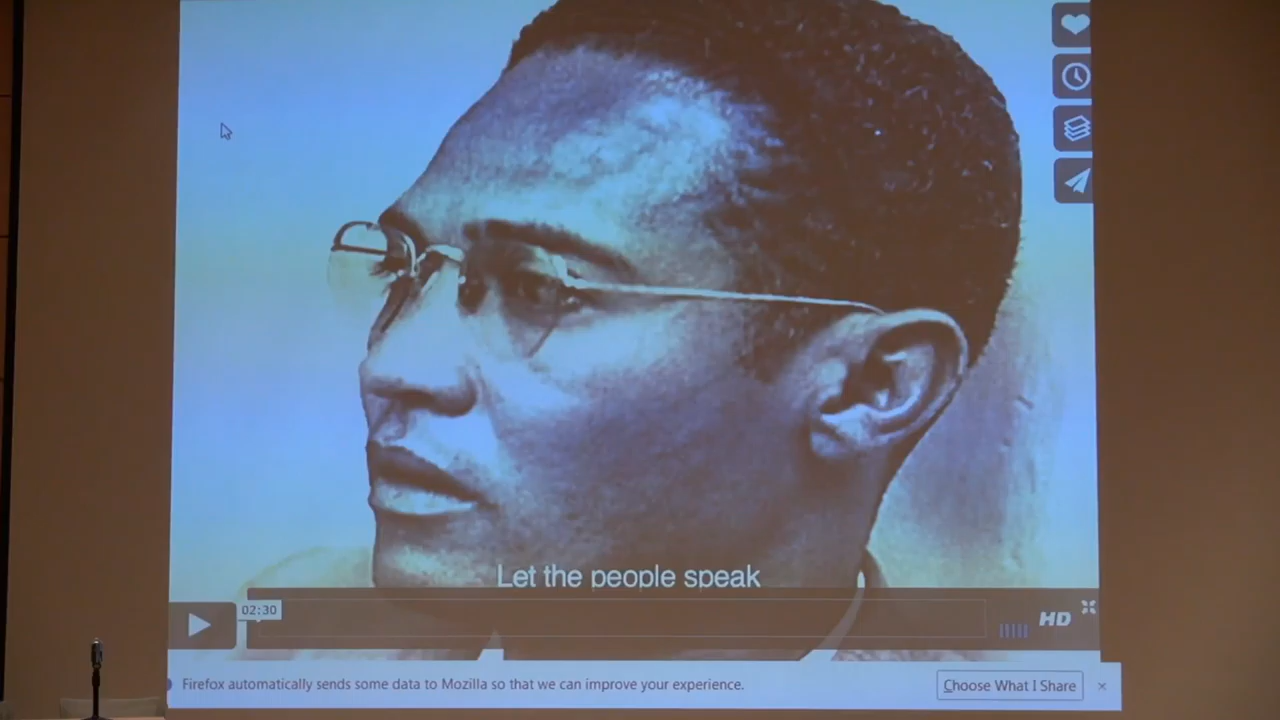 Let the people speak
02:30
HD
Firefox automatically sends some data to Mozilla so that we can improve your experience.
Choose What I Share